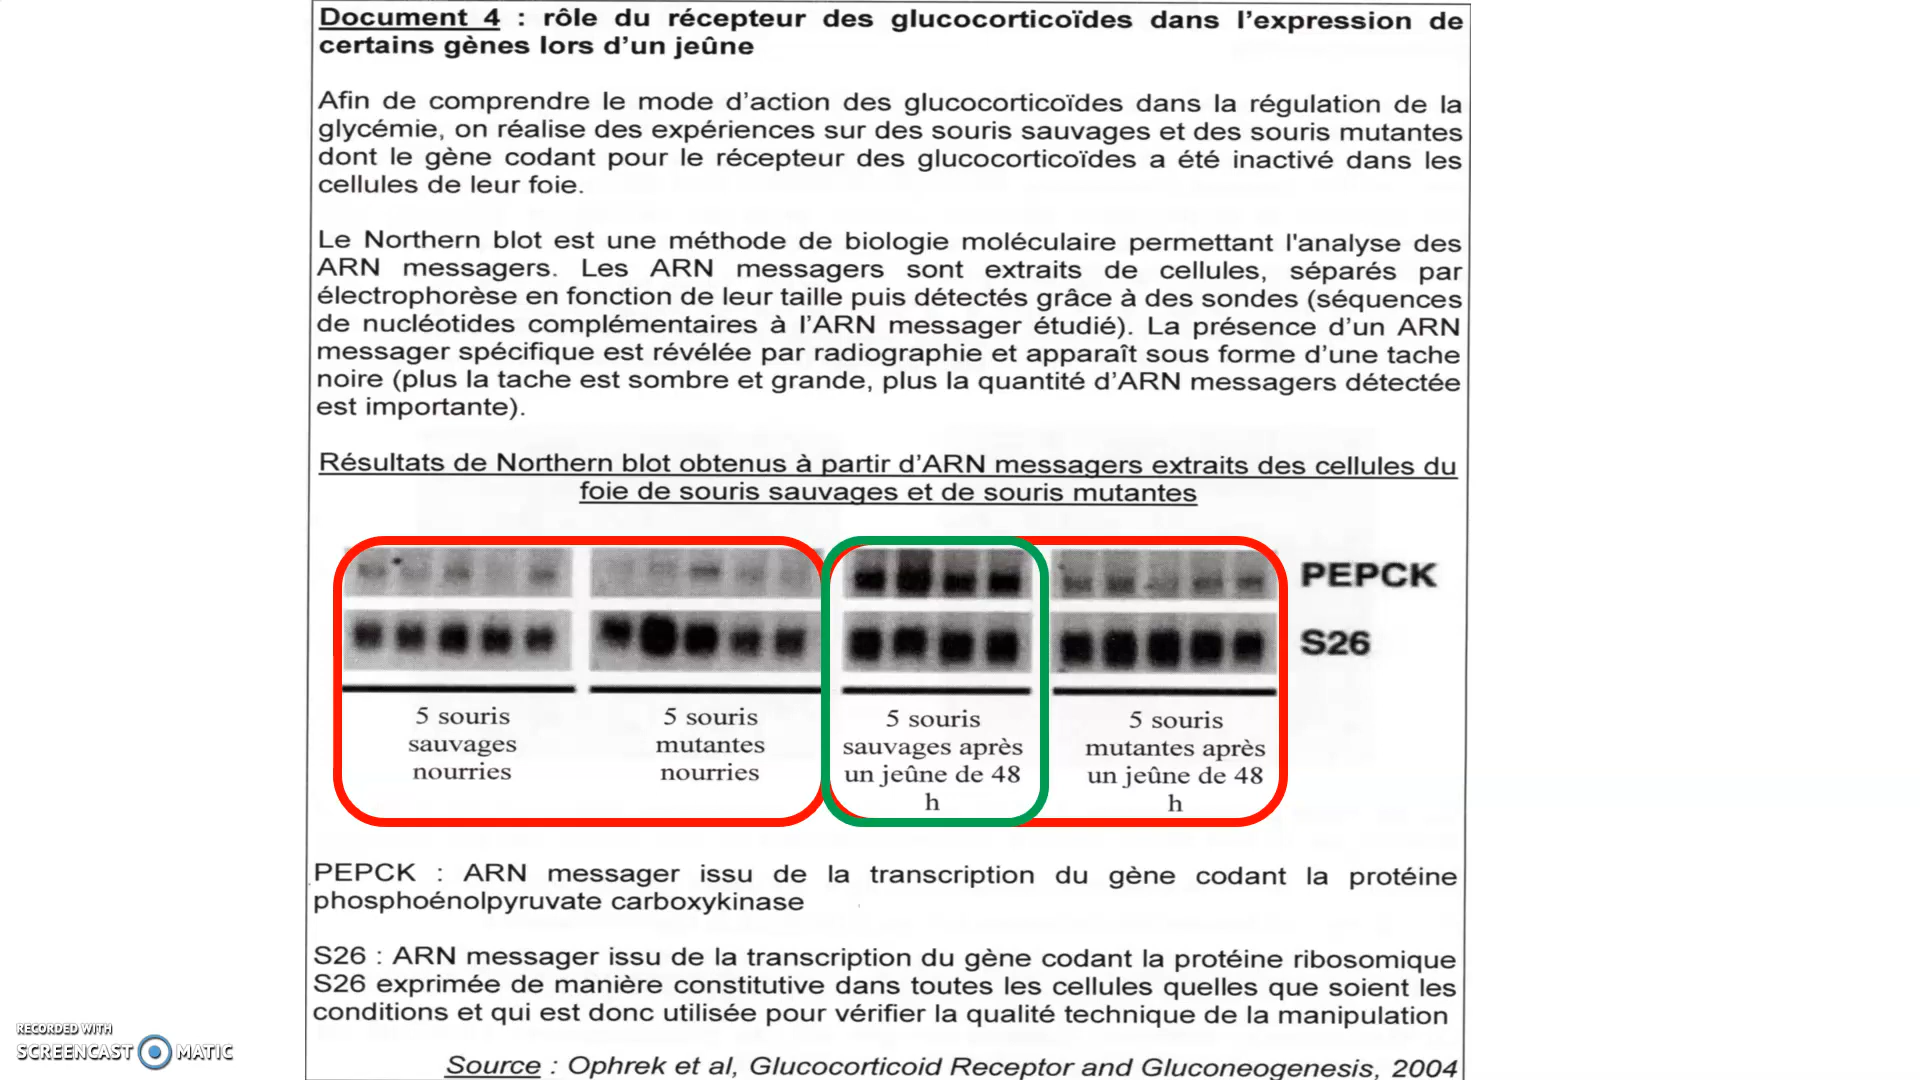 Document 4 : rôle du récepteur des glucocorticoïdes dans l'expression de
certains gènes lors d'un jeûne
Afin de comprendre le mode d'action des glucocorticoïdes dans la régulation de la
glycémie, on réalise des expériences sur des souris sauvages et des souris mutantes
dont le gène codant pour le récepteur des glucocorticoïdes a été inactivé dans les
cellules de leur foie.
Le Northern blot est une méthode de biologie moléculaire permettant l'analyse des
ARN messagers. Les ARN messagers sont extraits de cellules, séparés par
électrophorèse en fonction de leur taille puis détectés grâce à des sondes (séquences
de nucléotides complémentaires à l'ARN messager étudié). La présence d'un ARN
messager spécifique est révélée par radiographie et apparaît sous forme d'une tache
noire (plus la tache est sombre et grande, plus la quantité d'ARN messagers détectée
est importante).
Résultats de Northern blot obtenus à partir d'ARN messagers extraits des cellules du
foie de souris sauvages et de souris mutantes
PEPCK
S26
5 souris
sauvages
nourries
5 souris
mutantes
nourries
5 souris
sauvages après
un jeûne de 48
h
5 souris
mutantes après
un jeûne de 48
h
PEPCK : ARN messager issu de la transcription du gène codant la protéine
phosphoénolpyruvate carboxykinase
S26 : ARN messager issu de la transcription du gène codant la protéine ribosomique
S26 exprimée de manière constitutive dans toutes les cellules quelles que soient les
conditions et qui est donc utilisée pour vérifier la qualité technique de la manipulation
Source : Ophrek et al, Glucocorticoid Receptor and Gluconeogenesis, 2004
RECORDED WITH
SCREENCAST MATIC